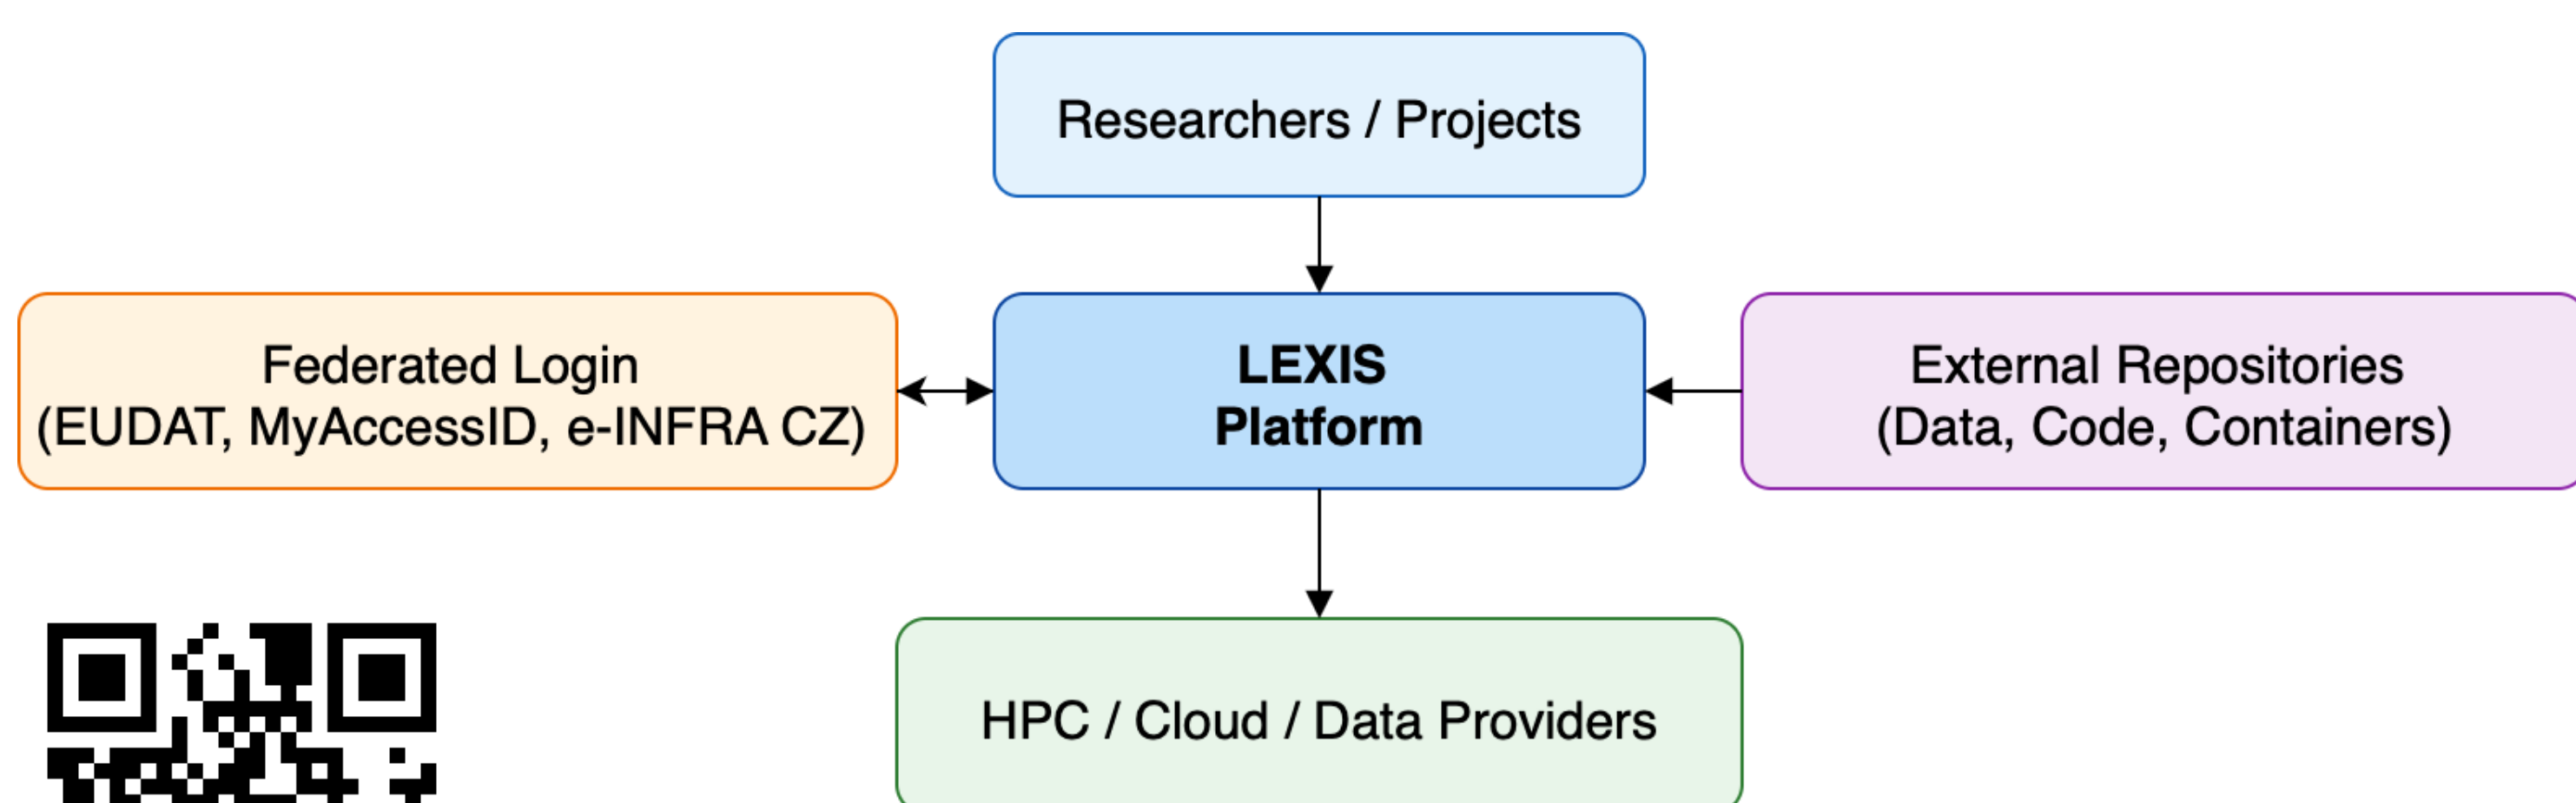 Researchers / Projects
Federated Login
(EUDAT, MyAccessID, e-INFRA CZ)
LEXIS
Platform
External Repositories
(Data, Code, Containers)
HPC / Cloud / Data Providers